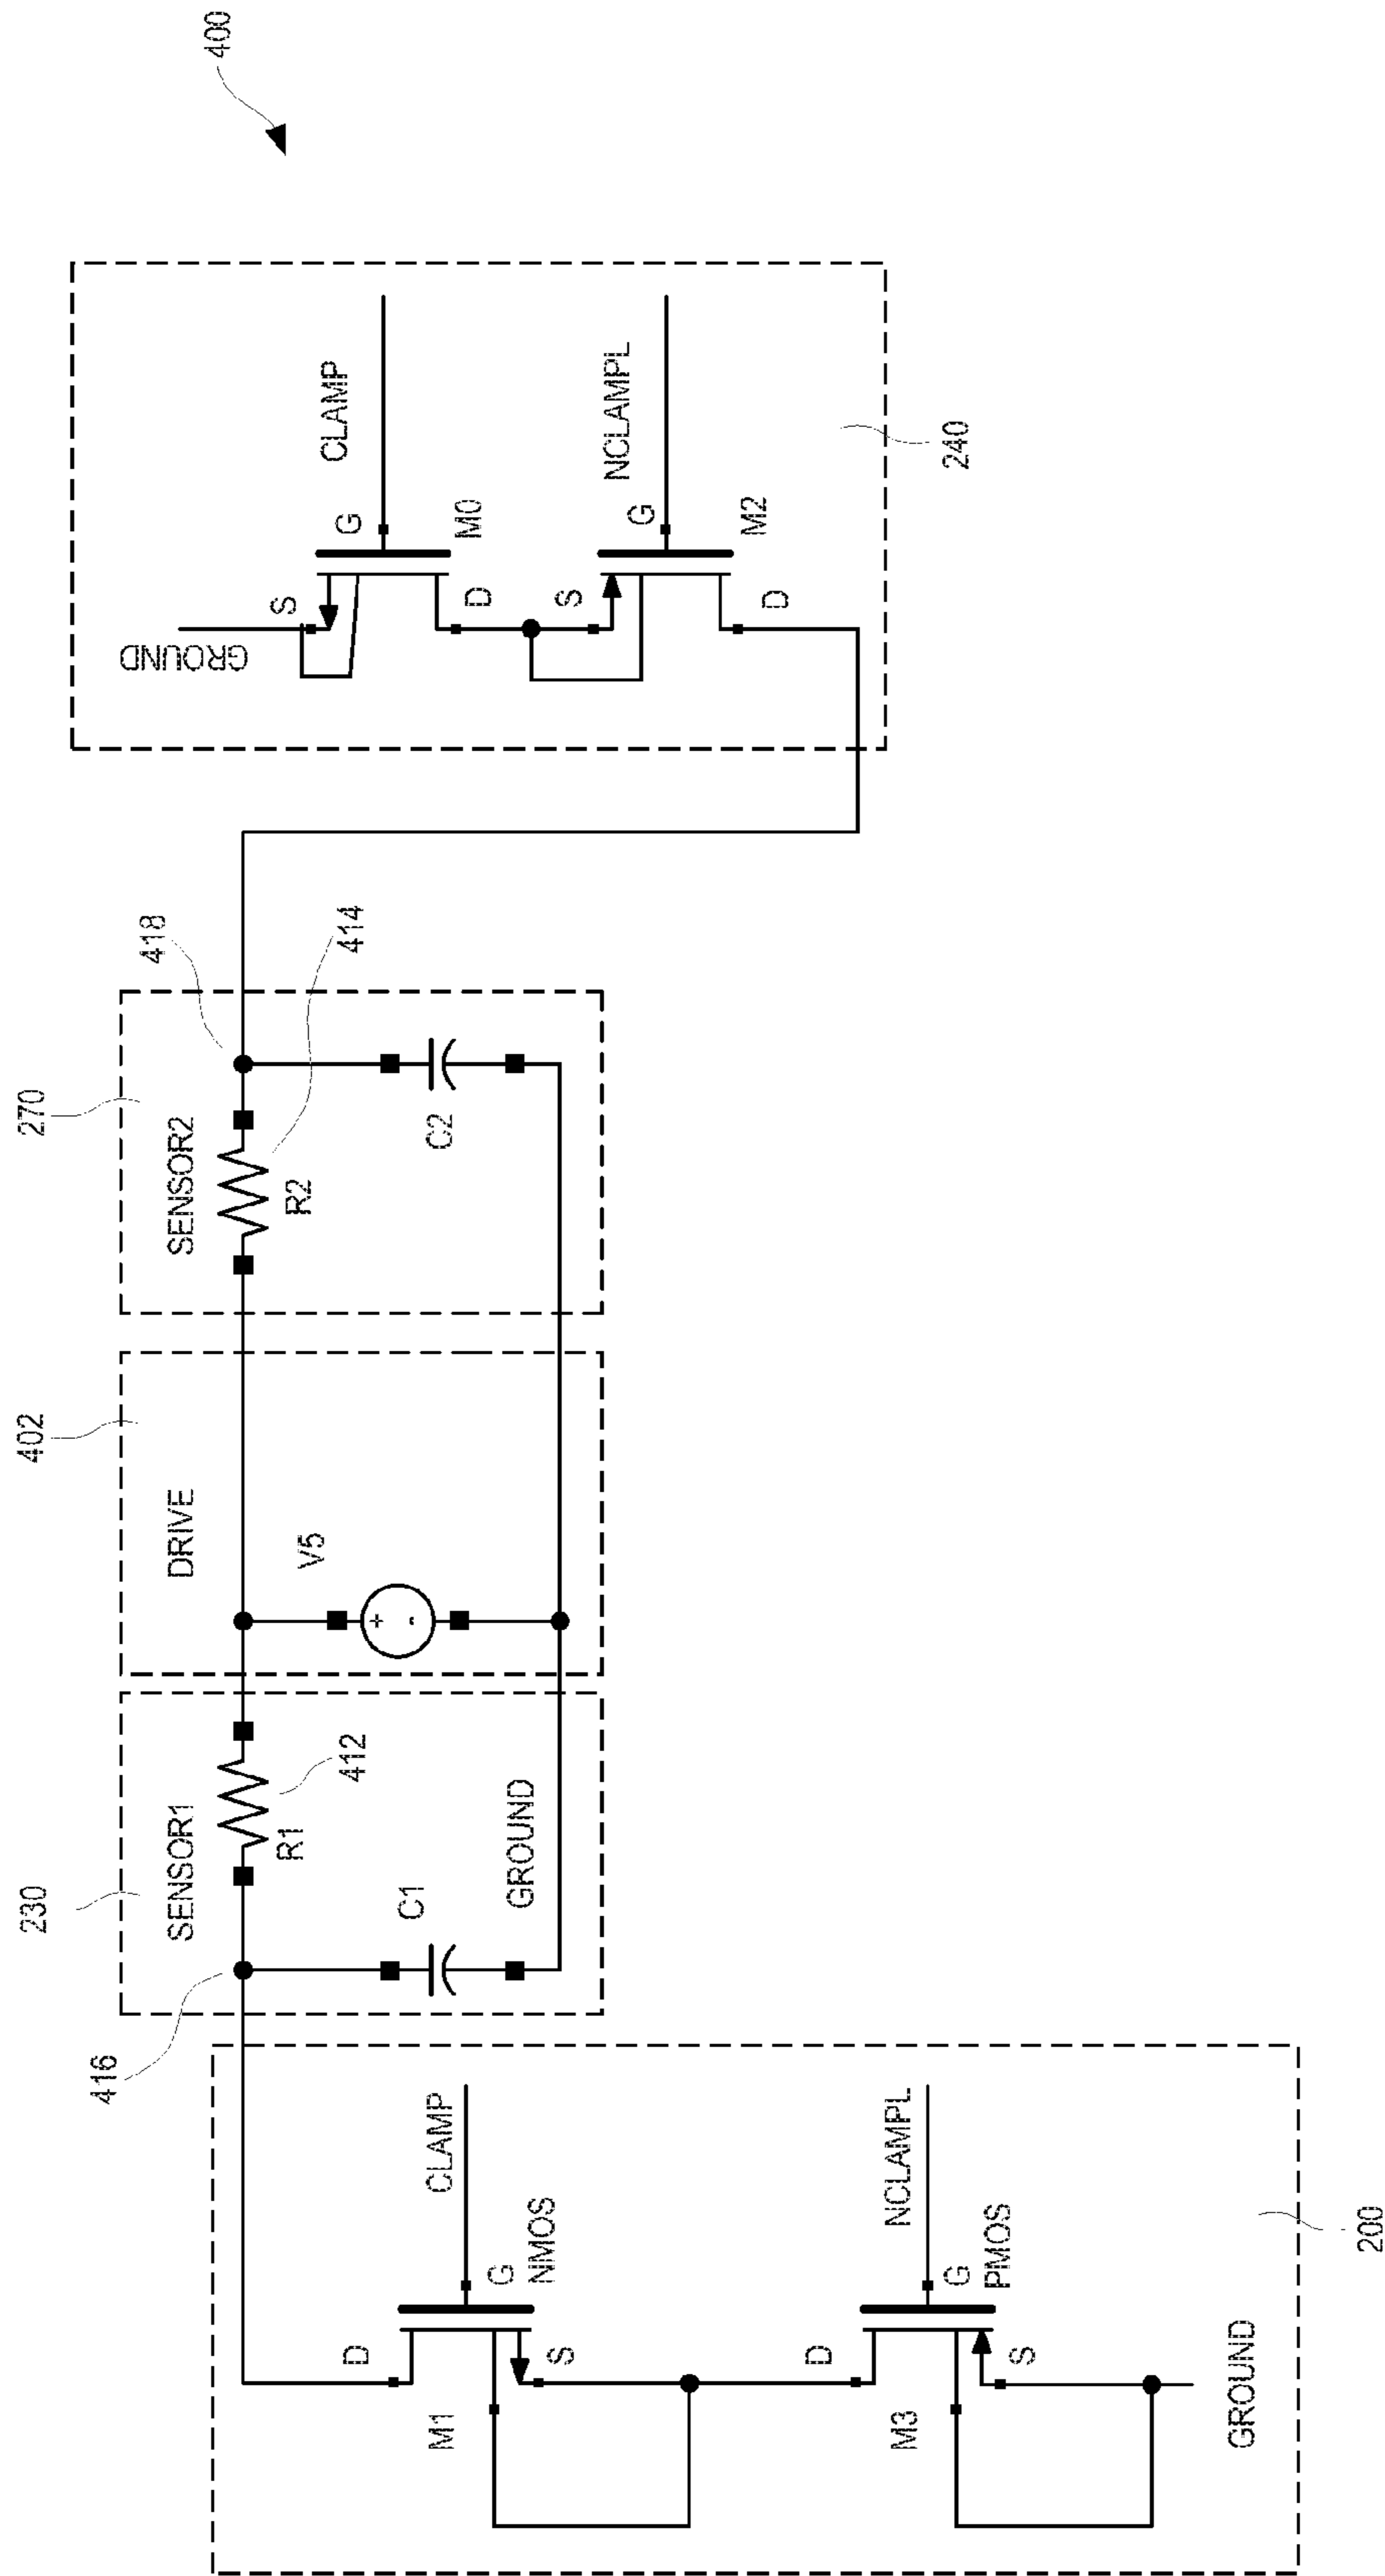 400
GROUND
S
G
CLAMP
M0
D
S
G
NCLAMPL
M2
D
240
418
414
270
SENSOR2
R2
C2
402
DRIVE
V5
+
-
230
SENSOR1
R1
412
C1
GROUND
416
D
M1
S
G
NMOS
CLAMP
D
M3
S
G
PMOS
NCLAMPL
GROUND
200